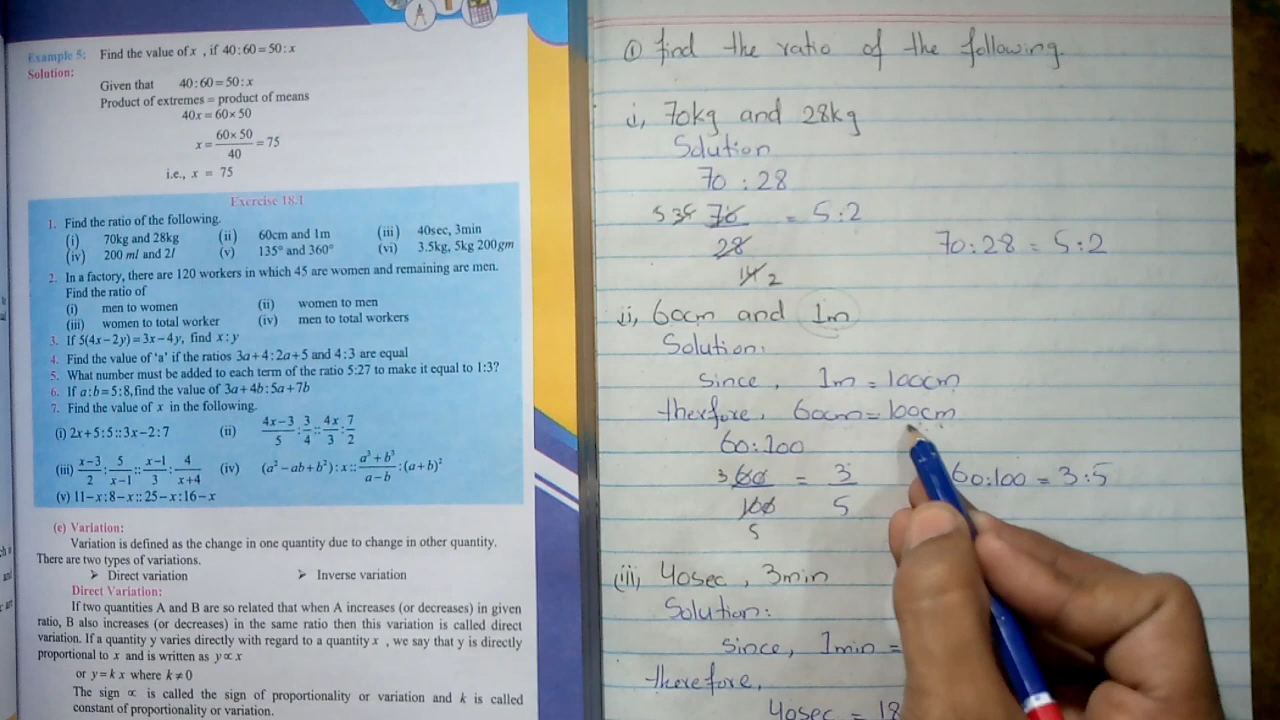 Example 5: Find the value of x , if 40:60=50:x
Solution:
Given that 40:60=50:x
Product of extremes = product of means
40x = 60×50
x = 60×50/40 = 75
i.e., x = 75
Exercise 18.1
1. Find the ratio of the following.
(i) 70kg and 28kg (ii) 60cm and 1m (iii) 40sec, 3min
(iv) 200 ml and 2l (v) 135° and 360° (vi) 3.5kg, 5kg 200gm
2. In a factory, there are 120 workers in which 45 are women and remaining are men.
Find the ratio of
(i) men to women (ii) women to men
(iii) women to total worker (iv) men to total workers
3. If 5(4x−2y)=3x−4y, find x:y
4. Find the value of 'a' if the ratios 3a+4:2a+5 and 4:3 are equal
5. What number must be added to each term of the ratio 5:27 to make it equal to 1:3?
6. If a:b=5:8,find the value of 3a+4b:5a+7b
7. Find the value of x in the following.
(i) 2x+5:5::3x−2:7 (ii) 4x−3/5 : 3/4 :: 4x/3 : 7/2
(iii) x−3/2 : 5/x−1 :: x−1/3 : 4/x+4 (iv) (a²−ab+b²):x:: a³+b³/a−b :(a+b)²
(v) 11−x:8−x::25−x:16−x
(e) Variation:
Variation is defined as the change in one quantity due to change in other quantity.
There are two types of variations.
➢ Direct variation ➢ Inverse variation
Direct Variation:
If two quantities A and B are so related that when A increases (or decreases) in given
ratio, B also increases (or decreases) in the same ratio then this variation is called direct
variation. If a quantity y varies directly with regard to a quantity x , we say that y is directly
proportional to x and is written as y∝x
or y=k x where k≠0
The sign ∝ is called the sign of proportionality or variation and k is called
constant of proportionality or variation.
① find the ratio of the following.
i, 70kg and 28kg
Solution
70 : 28
5 35 70/28 = 5:2
14 2
70:28 = 5:2
ii, 60cm and 1m
Solution:
since, 1m = 100cm
therfore, 60cm = 100cm
60:100
3 60/100 = 3/5
5
60:100 = 3:5
(iii, 40sec, 3min
Solution:
since, 1min =
therefore,
40sec = 18